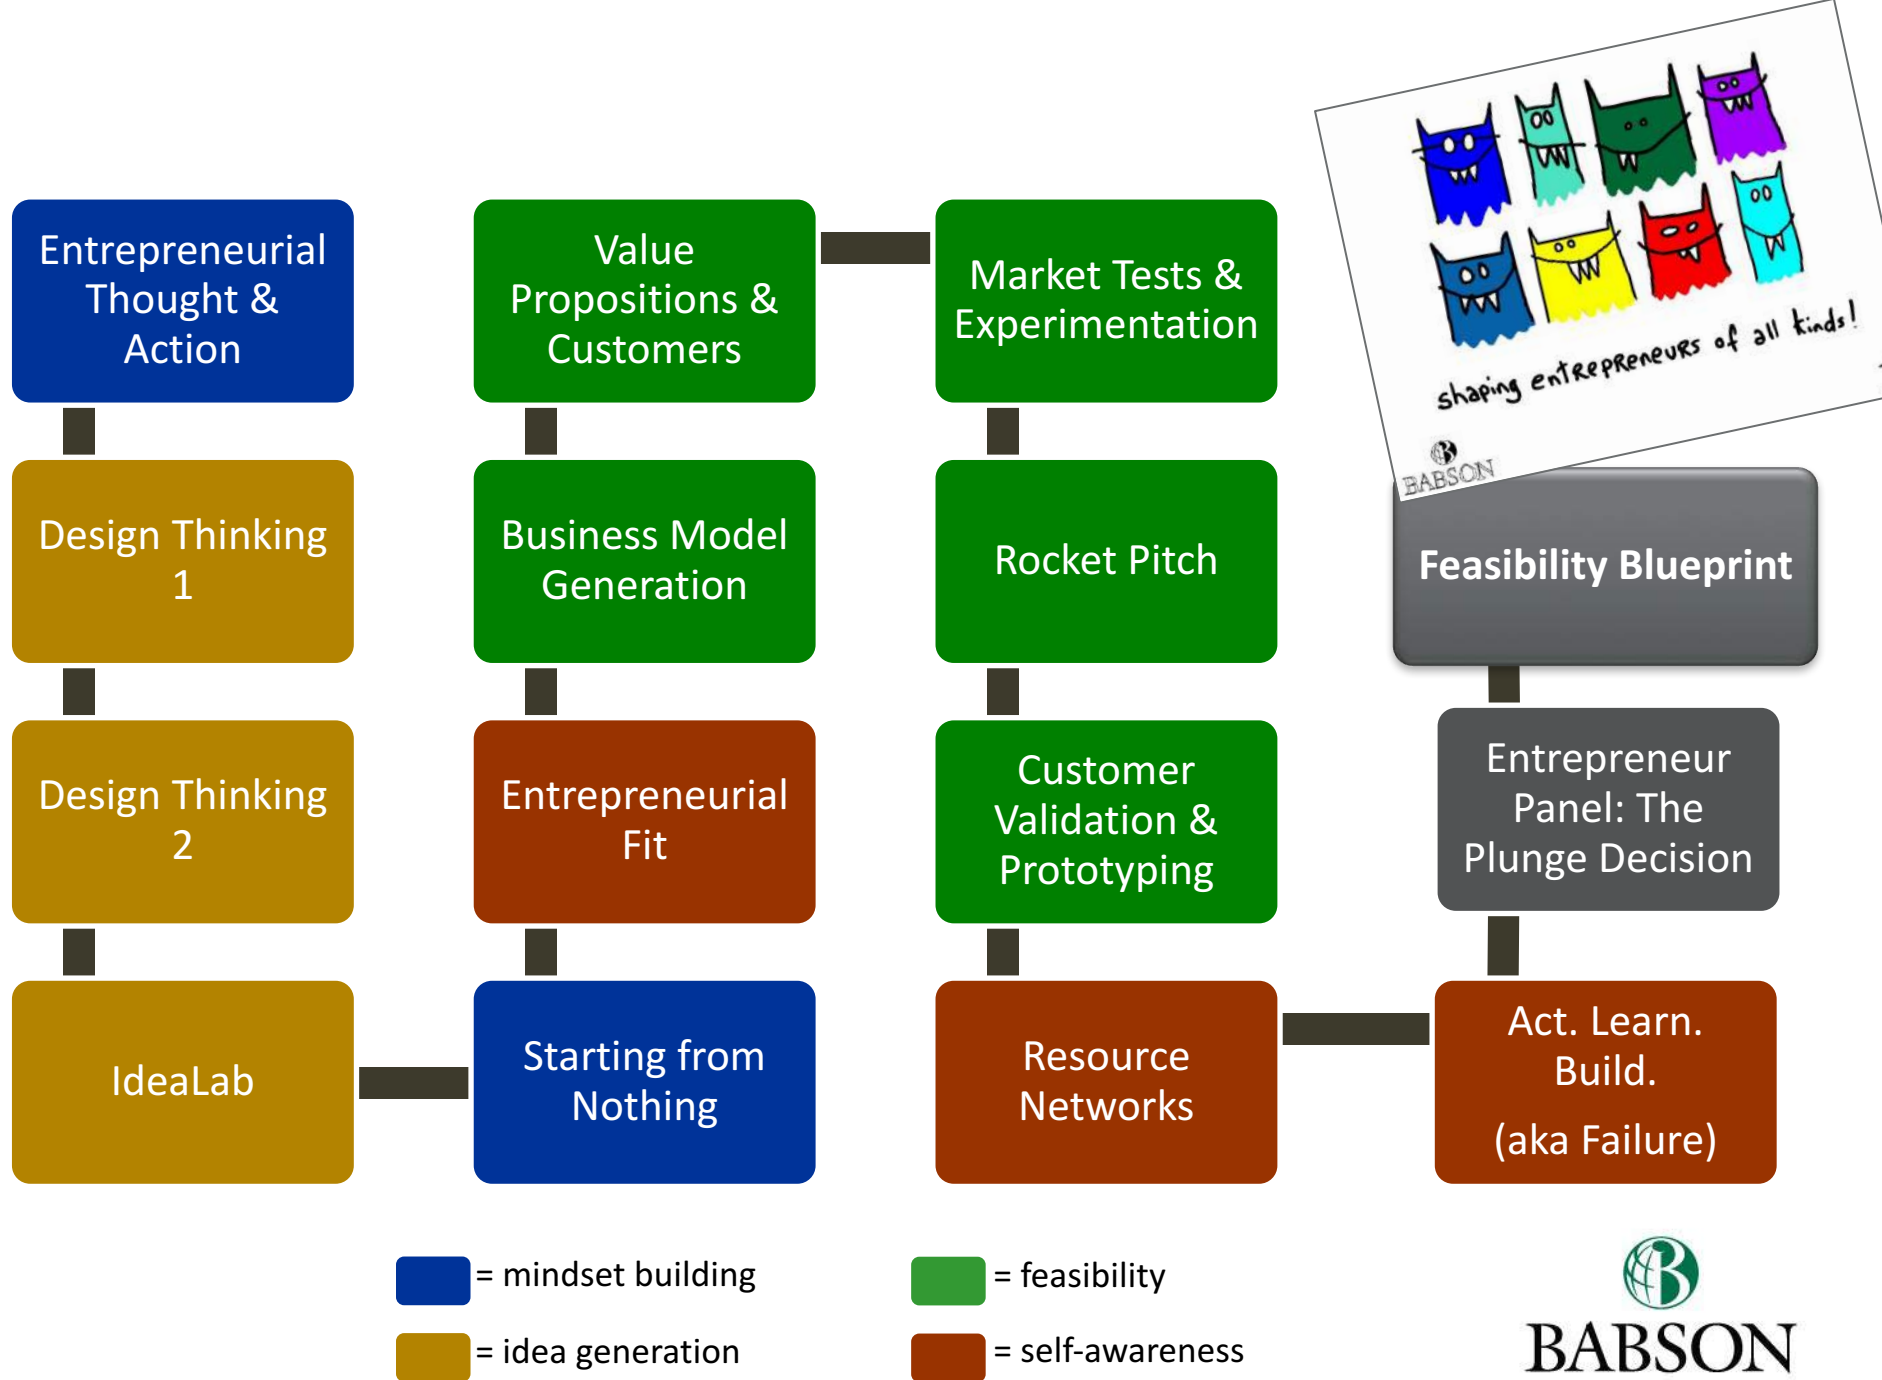 Entrepreneurial
Thought &
Action
Design Thinking
1
Design Thinking
2
IdeaLab
Starting from
Nothing
Entrepreneurial
Fit
Business Model
Generation
Value
Propositions &
Customers
Market Tests &
Experimentation
Rocket Pitch
Customer
Validation &
Prototyping
Resource
Networks
Act. Learn.
Build.
(aka Failure)
Entrepreneur
Panel: The
Plunge Decision
Feasibility Blueprint
shaping entrepreneurs of all kinds!
BABSON
= mindset building
= idea generation
= feasibility
= self-awareness
BABSON